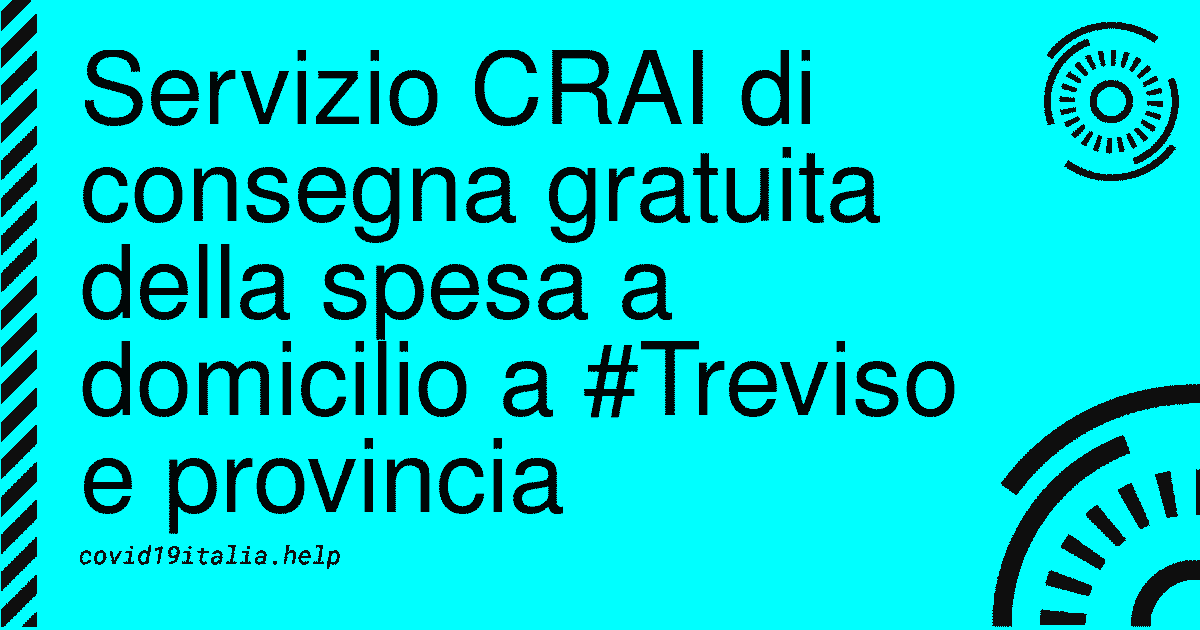 Servizio CRAI di
consegna gratuita
della spesa a
domicilio a #Treviso
e provincia
covid19italia.help